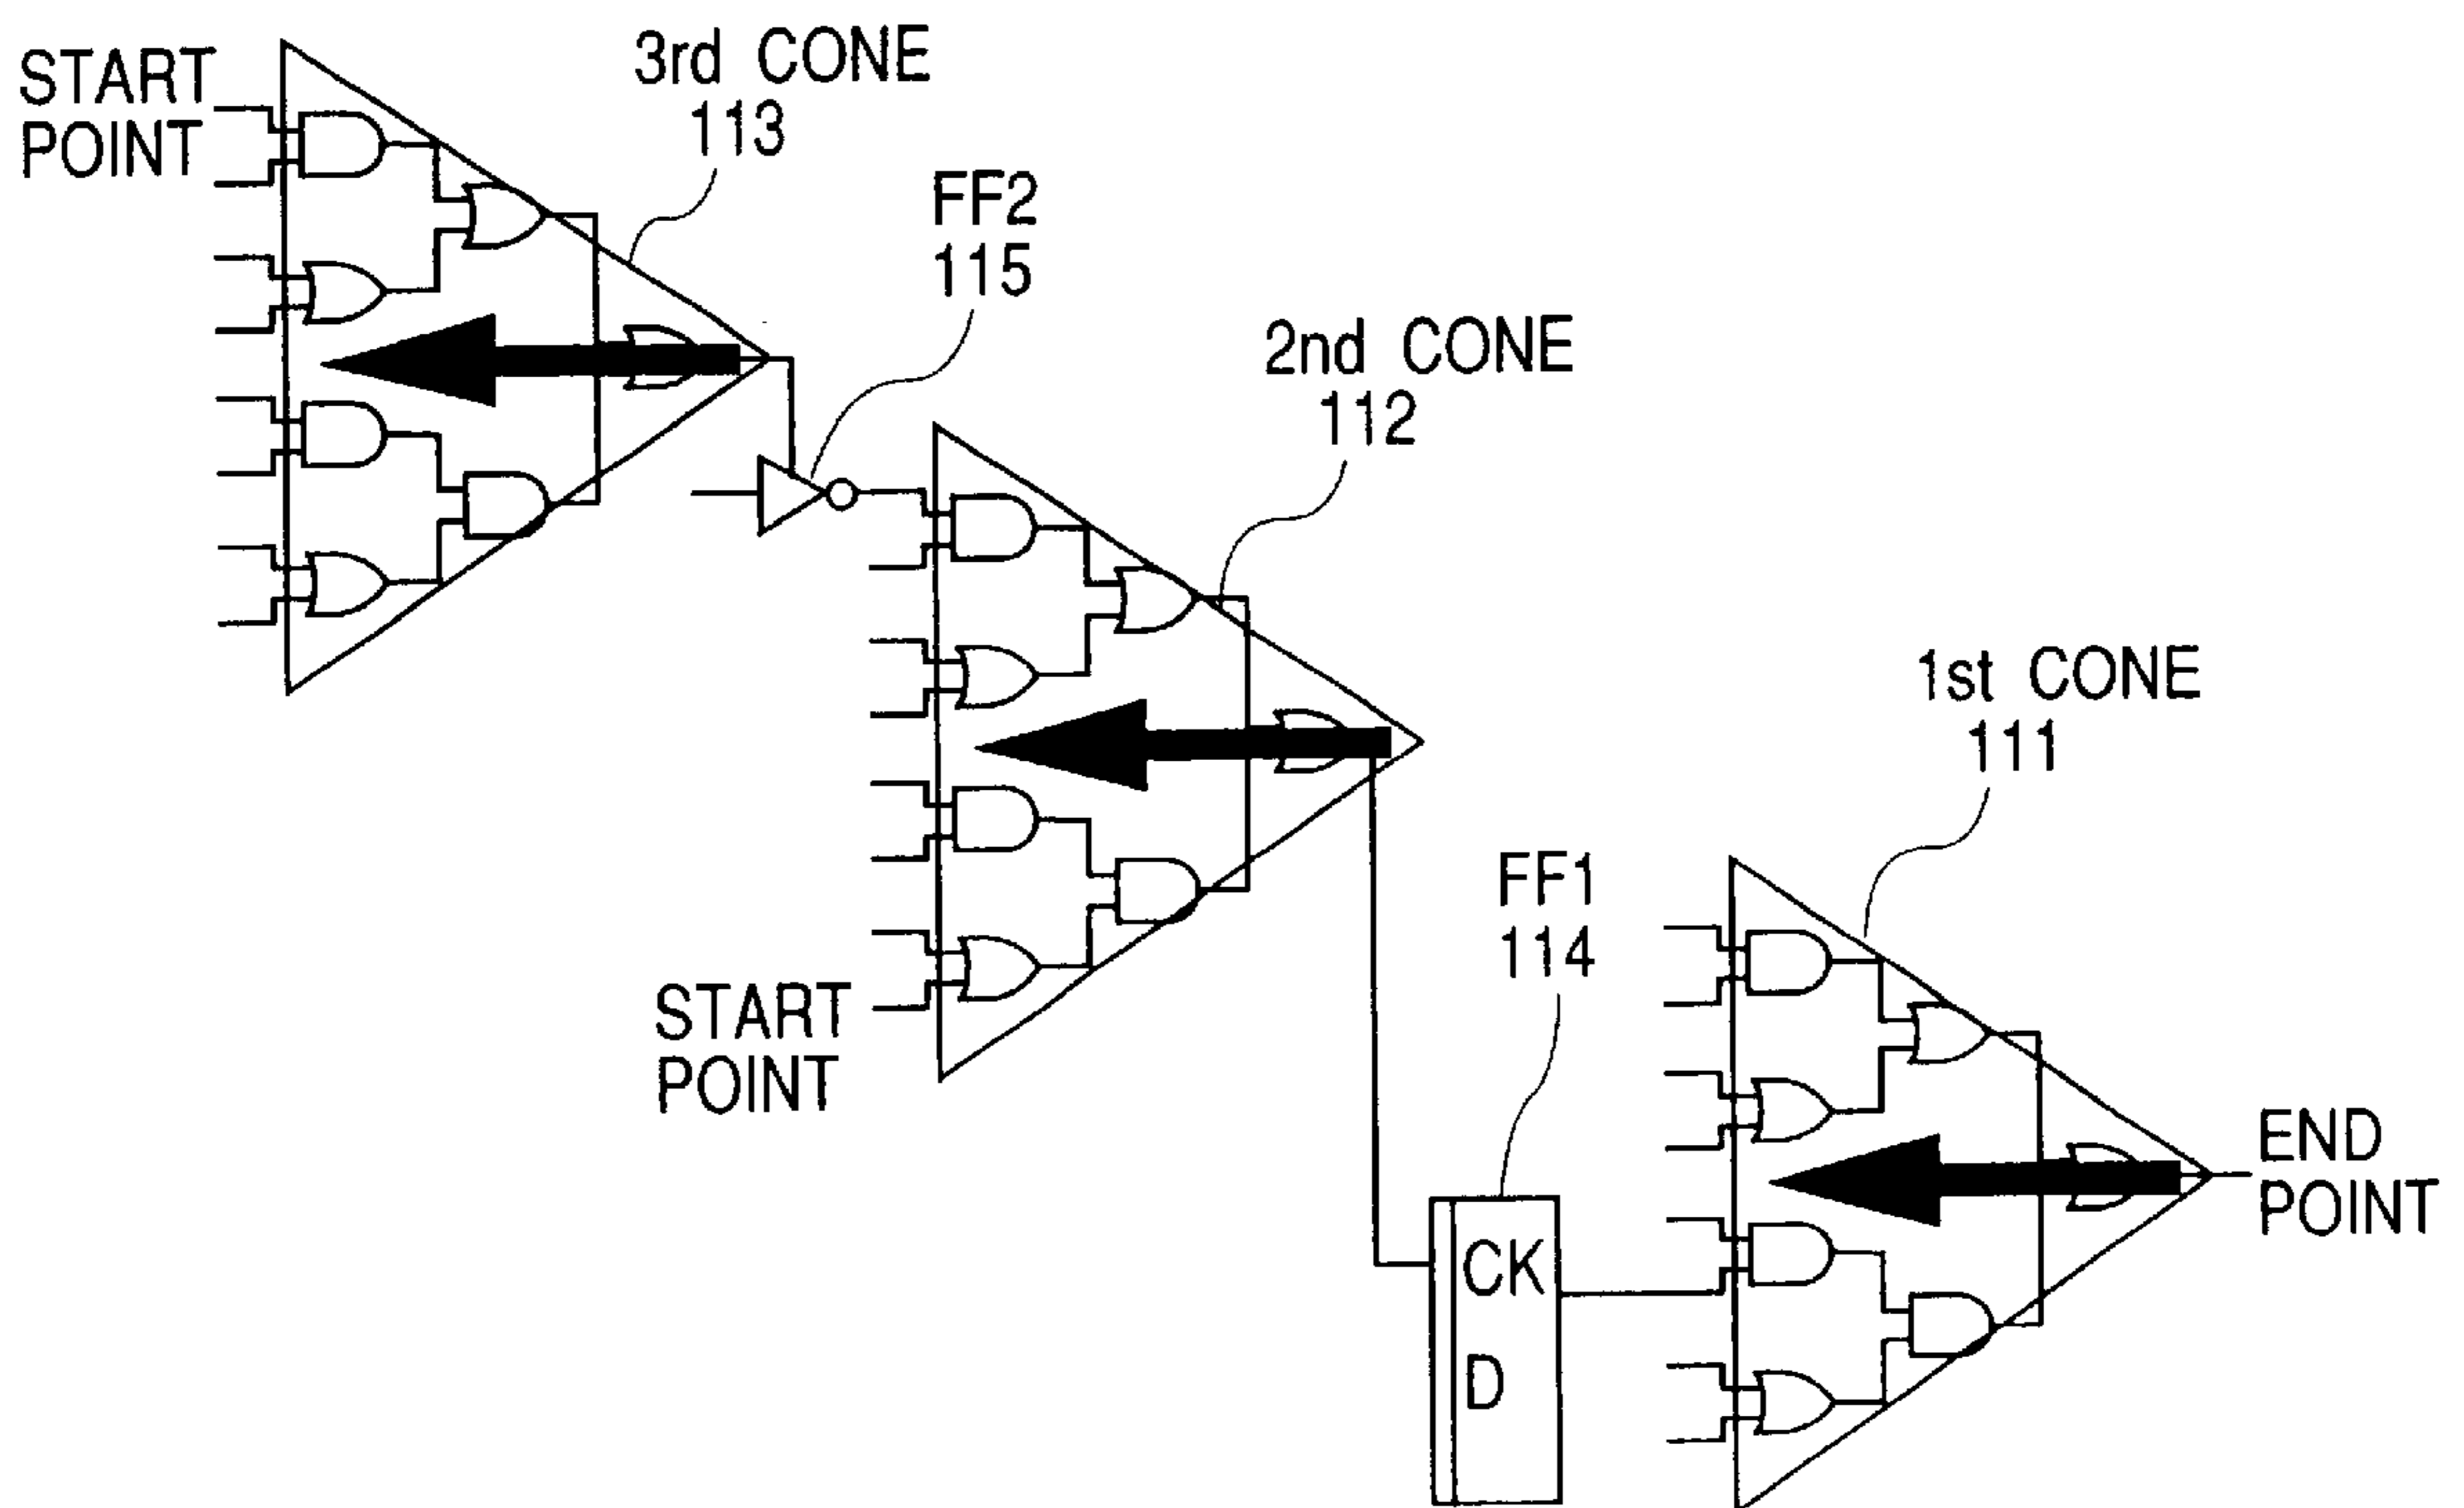 START
POINT
3rd CONE
113
FF2
115
2nd CONE
112
1st CONE
111
FF1
114
START
POINT
END
POINT
CK
D